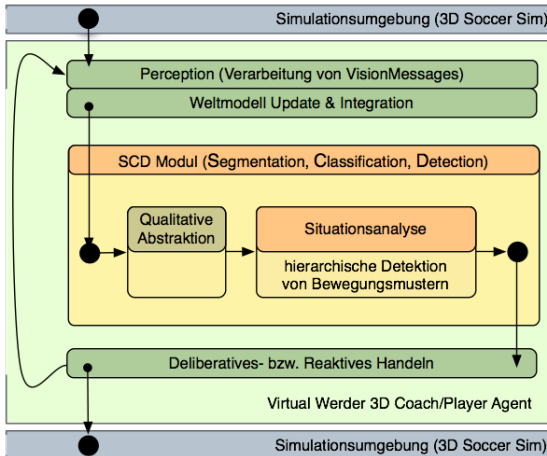 Simulationsumgebung (3D Soccer Sim)
Perception (Verarbeitung von VisionMessages)
Weltmodell Update & Integration
SCD Modul (Segmentation, Classification, Detection)
Qualitative
Abstraktion
Situationsanalyse
hierarchische Detektion
von Bewegungsmustern
Deliberatives- bzw. Reaktives Handeln
Virtual Werder 3D Coach/Player Agent
Simulationsumgebung (3D Soccer Sim)